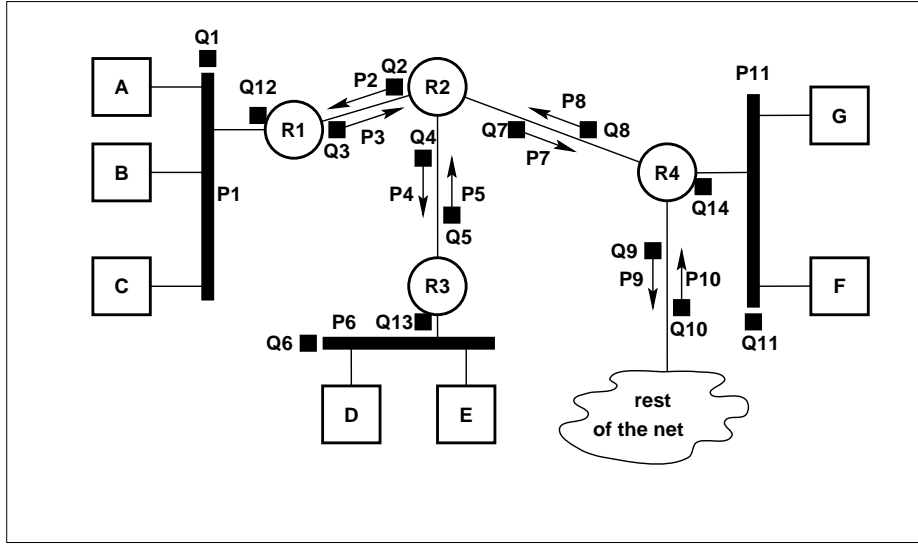 Q1
A
Q12
P2
Q2
R2
P11
P8
G
R1
Q3
P3
Q4
Q7
Q8
P7
B
P1
R4
P4
P5
Q14
Q5
Q9
C
R3
P9
P10
F
P6
Q13
Q10
Q6
Q11
D
E
rest
of the net